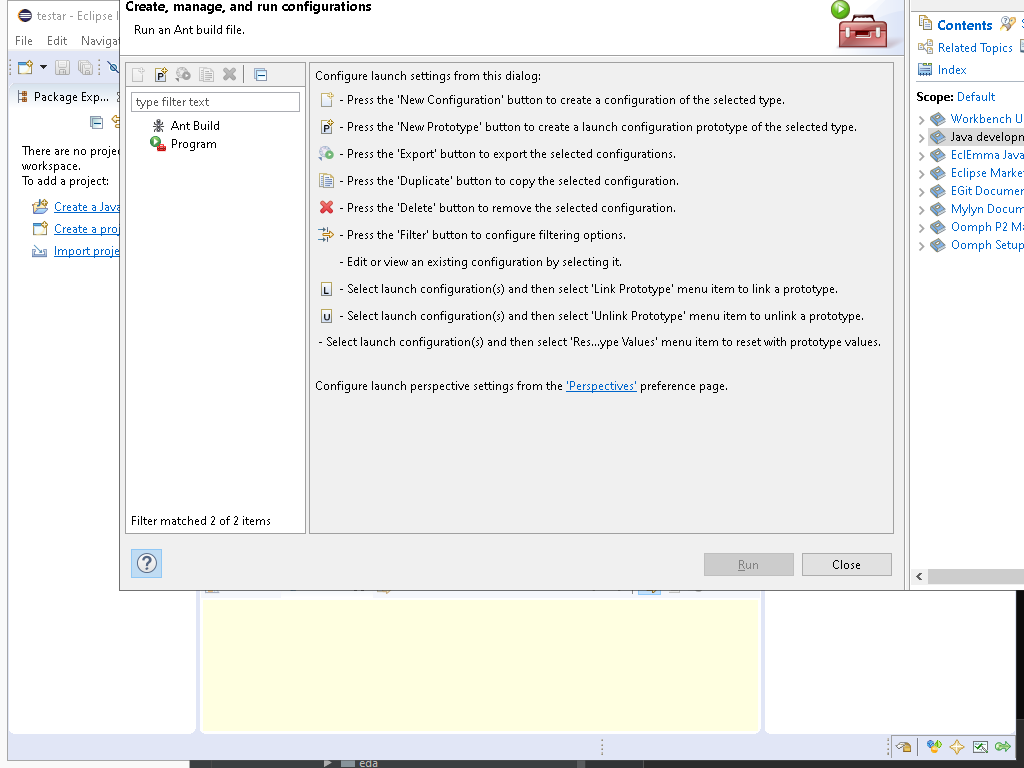 testar - Eclipse I
File Edit Navigat
Package Exp...
There are no projec
workspace.
To add a project:
Create a Java
Create a proj
Import proje
Create, manage, and run configurations
Run an Ant build file.
type filter text
Ant Build
Program
Filter matched 2 of 2 items
Configure launch settings from this dialog:
- Press the 'New Configuration' button to create a configuration of the selected type.
- Press the 'New Prototype' button to create a launch configuration prototype of the selected type.
- Press the 'Export' button to export the selected configurations.
- Press the 'Duplicate' button to copy the selected configuration.
- Press the 'Delete' button to remove the selected configuration.
- Press the 'Filter' button to configure filtering options.
- Edit or view an existing configuration by selecting it.
- Select launch configuration(s) and then select 'Link Prototype' menu item to link a prototype.
- Select launch configuration(s) and then select 'Unlink Prototype' menu item to unlink a prototype.
- Select launch configuration(s) and then select 'Res...ype Values' menu item to reset with prototype values.
Configure launch perspective settings from the 'Perspectives' preference page.
Run Close
Contents
Related Topics
Index
Scope: Default
Workbench U
Java developm
EclEmma Java
Eclipse Marke
EGit Documen
Mylyn Docum
Oomph P2 Ma
Oomph Setup
eda